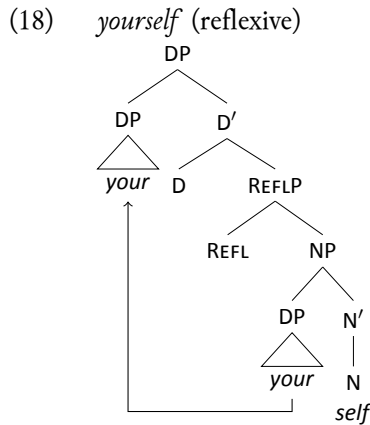 (18) yourself (reflexive)
DP
DP D′
your D REFLP
REFL NP
DP N′
your N
self